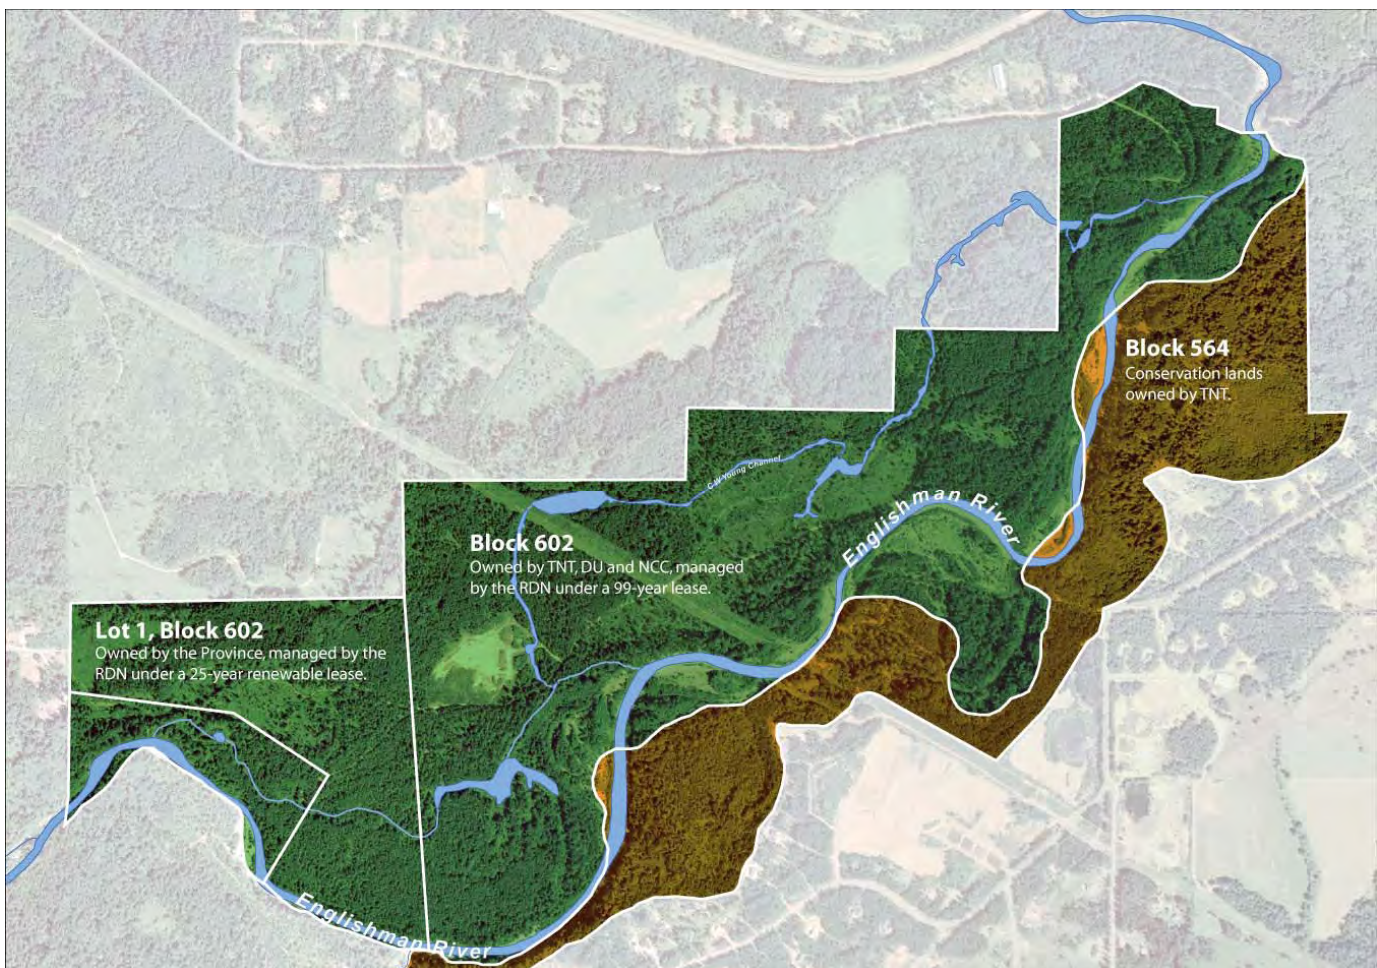 Block 564
Conservation lands
owned by TNT.
C-W Young Channel
Englishman River
Block 602
Owned by TNT, DU and NCC, managed
by the RDN under a 99-year lease.
Lot 1, Block 602
Owned by the Province, managed by the
RDN under a 25-year renewable lease.
Englishman River